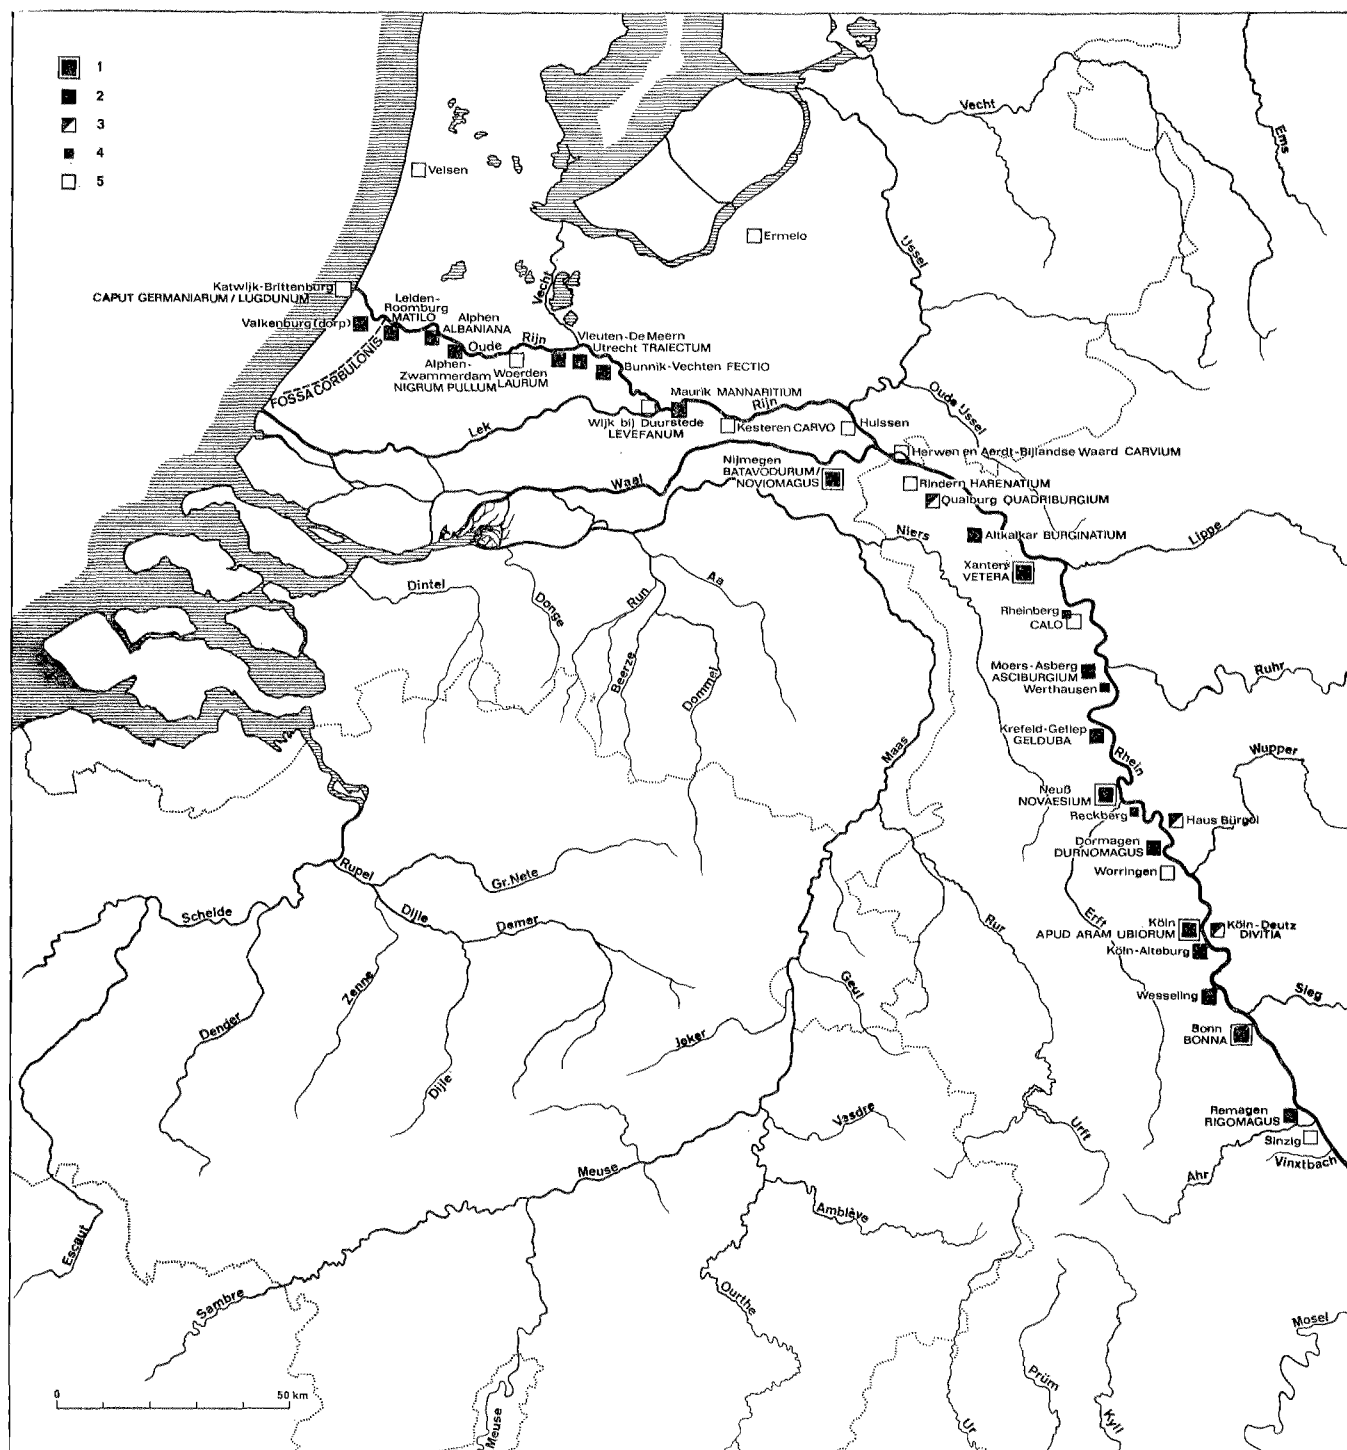 1
2
3
4
5
Velsen
Ermelo
Vecht
Ems
IJssel
Vecht
Katwijk-Brittenburg
CAPUT GERMANIARUM / LUGDUNUM
Valkenburg (dorp)
Leiden-
Roomburg
MATILO
Alphen
ALBANIANA
FOSSA CORBULONIS
Oude
Rijn
Alphen-
Zwammerdam
NIGRUM PULLUM
Woerden
LAURUM
Vleuten-De Meern
Utrecht TRAIECTUM
Bunnik-Vechten FECTIO
Maurik MANNARITIUM
Rijn
Wijk bij Duurstede
LEVEFANUM
Kesteren CARVO
Huissen
Oude IJssel
Lek
Waal
Herwen en Aerdt-Bijlandse Waard CARVIUM
Nijmegen
BATAVODURUM/
NOVIOMAGUS
Rindern HARENATIUM
Qualburg QUADRIBURGIUM
Altkalkar BURGINATIUM
Niers
Lippe
Xanten
VETERA
Rheinberg
CALO
Dintel
Donge
Run
Aa
Beerze
Dommel
Moers-Asberg
ASCIBURGIUM
Werthausen
Ruhr
Krefeld-Gellep
GELDUBA
Rhein
Maas
Wupper
Neuß
NOVAESIUM
Reckberg
Haus Bürgel
Dormagen
DURNOMAGUS
Worringen
Rupel
Gr. Nete
Schelde
Dijle
Demer
Rur
Erft
Köln
APUD ARAM UBIORUM
Köln-Deutz
DIVITIA
Köln-Alteburg
Zenne
Geul
Wesseling
Sieg
Dender
Jeker
Bonn
BONNA
Dijle
Vesdre
Urft
Remagen
RIGOMAGUS
Sinzig
Vinxtbach
Ahr
Meuse
Amblève
Escaut
Sambre
Ourthe
Mosel
Prüm
Kyll
Ur
Meuse
0
50 km